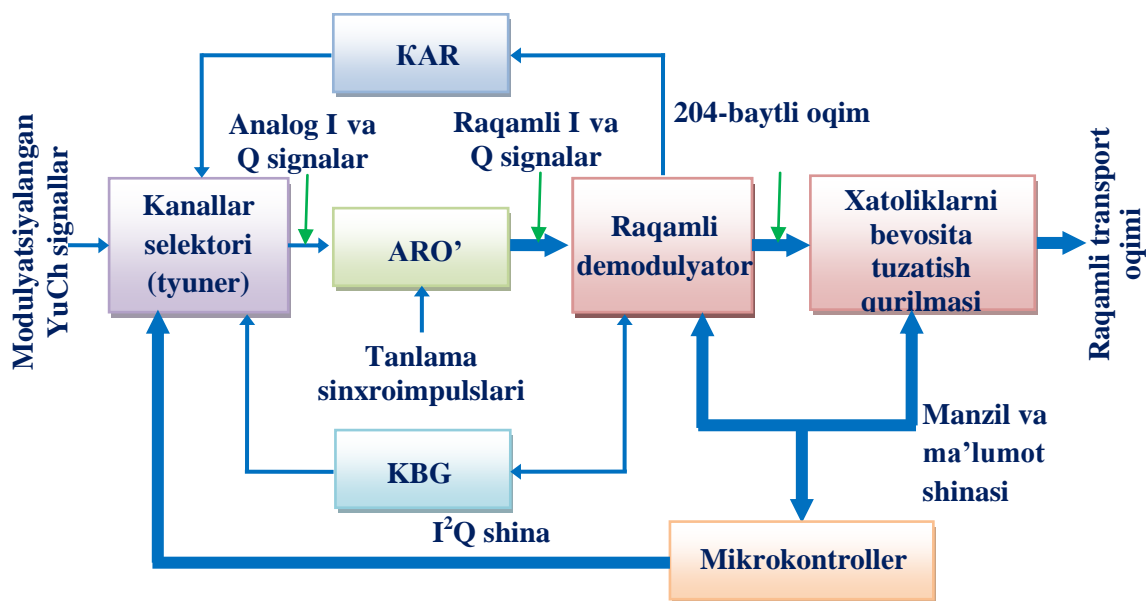 KAR
Analog I va
Q signalar
Raqamli I va
Q signalar
204-baytli oqim
Modulyatsiyalangan
YuCh signallar
Kanallar
selektori
(tyuner)
ARO’
Raqamli
demodulyator
Xatoliklarni
bevosita
tuzatish
qurilmasi
Raqamli transport
oqimi
Tanlama
sinxroimpulslari
KBG
Manzil va
ma’lumot
shinasi
I²Q shina
Mikrokontroller